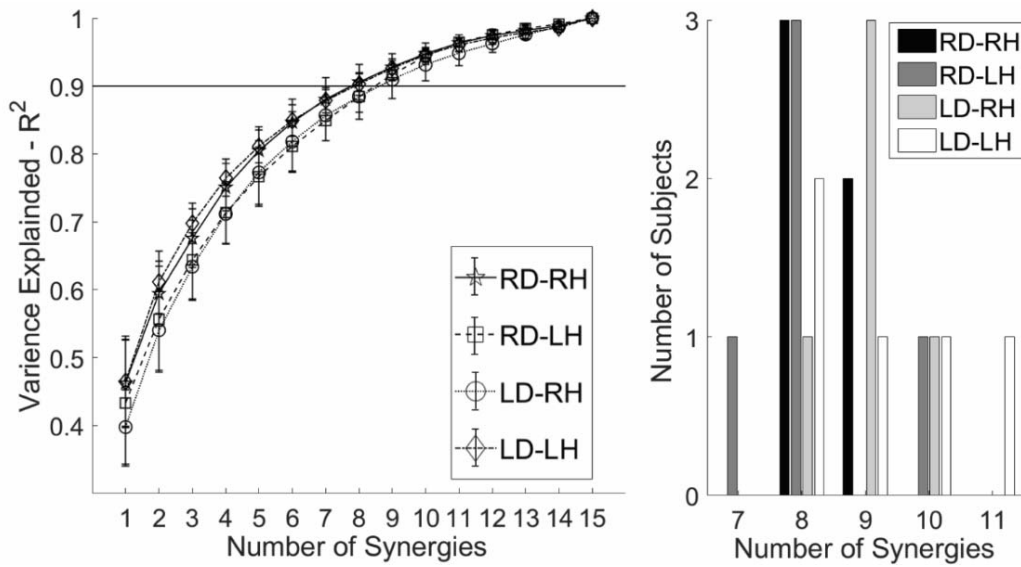 Varience Explainded - R²
1
0.9
0.8
0.7
0.6
0.5
0.4
1 2 3 4 5 6 7 8 9 10 11 12 13 14 15
Number of Synergies
RD-RH
RD-LH
LD-RH
LD-LH
Number of Subjects
3
2
1
0
7 8 9 10 11
Number of Synergies
RD-RH
RD-LH
LD-RH
LD-LH